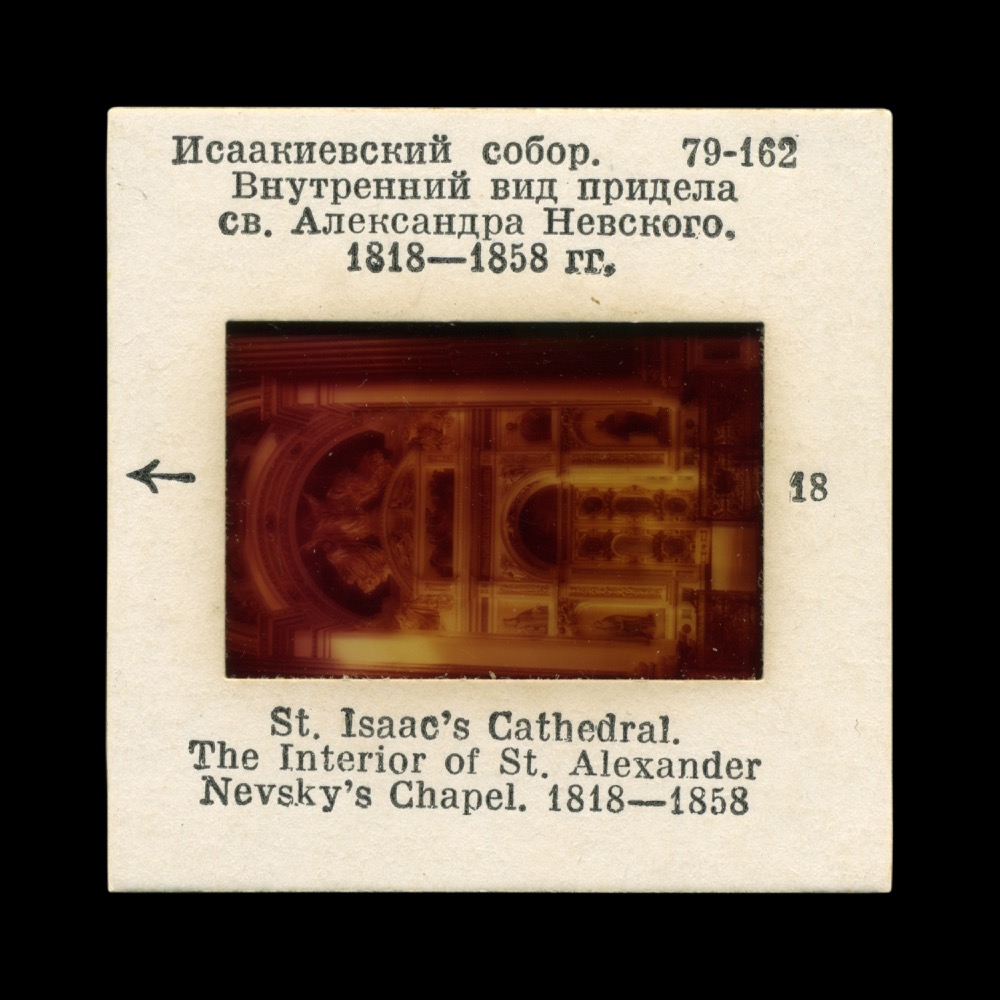 Исаакиевский собор. 79-162
Внутренний вид придела
св. Александра Невского.
1818—1858 гг.
18
St. Isaac's Cathedral.
The Interior of St. Alexander
Nevsky's Chapel. 1818—1858